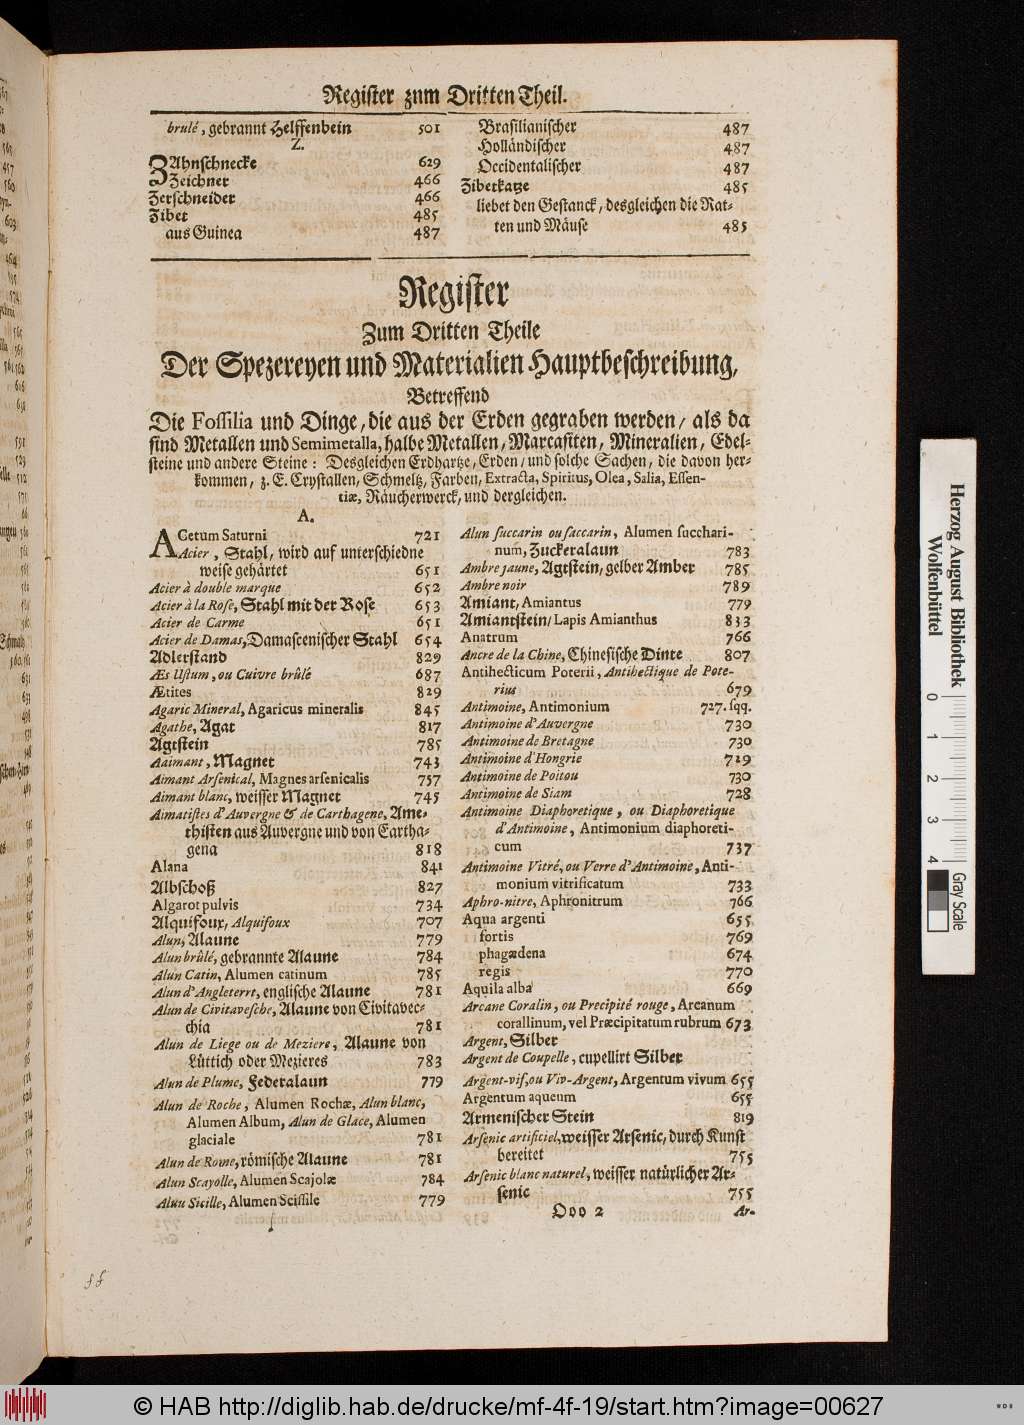 Register znm Dritten Theil.
brulé, gebrannt Helffenbein 501
Z.
ZAhnschnecke 629
Zeichner 466
Zerschneider 466
Zibet 485
aus Guinea 487
Brasilianischer 487
Holländischer 487
Occidentalischer 487
Zibetkatze 485
liebet den Gestanck, desgleichen die Rat-
ten und Mäuse 485
Register
Zum Dritten Theile
Der Spezereyen und Materialien Hauptbeschreibung,
Betreffend
Die Fossilia und Dinge, die aus der Erden gegraben werden/ als da
sind Metallen und Semimetalla, halbe Metallen/ Marcasiten, Mineralien, Edel-
steine und andere Steine: Desgleichen Erdhartze, Erden/ und solche Sachen, die davon her-
kommen, z. E. Crystallen, Schmeltz, Farben, Extracta, Spiritus, Olea, Salia, Essen-
tiæ, Räucherwerck, und dergleichen.
A.
ACetum Saturni 721
Acier, Stahl, wird auf unterschiedne
weise gehärtet 651
Acier à double marque 652
Acier à la Rose, Stahl mit der Rose 653
Acier de Carme 651
Acier de Damas, Damascenischer Stahl 654
Adlerstand 829
Æs Ustum, ou Cuivre brûlé 687
Ætites 829
Agaric Mineral, Agaricus mineralis 845
Agathe, Agat 817
Agtstein 785
Aaimant, Magnet 743
Aimant Arsenical, Magnes arsenicalis 757
Aimant blanc, weisser Magnet 745
Aimatistes d'Auvergne & de Carthagene, Ame-
thisten aus Auvergne und von Cartha-
gena 818
Alana 841
Albschoß 827
Algarot pulvis 734
Alquifoux, Alquifoux 707
Alun, Alaune 779
Alun brûlé, gebrannte Alaune 784
Alun Catin, Alumen catinum 785
Alun d'Angleterrt, englische Alaune 781
Alun de Civitavesche, Alaune von Civitavec-
chia 781
Alun de Liege ou de Meziere, Alaune von
Lüttich oder Mezieres 783
Alun de Plume, Federalaun 779
Alun de Roche, Alumen Rochæ, Alun blanc,
Alumen Album, Alun de Glace, Alumen
glaciale 781
Alun de Rome, römische Alaune 781
Alun Scayolle, Alumen Scajolæ 784
Aluu Sicille, Alumen Scissile 779
Alun succarin ou saccarin, Alumen succhari-
num, Zuckeralaun 783
Ambre jaune, Agtstein, gelber Amber 785
Ambre noir 789
Amiant, Amiantus 779
Amiantstein/ Lapis Amianthus 833
Anatrum 766
Ancre de la Chine, Chinesische Dinte 807
Antihecticum Poterii, Antihectique de Pote-
rius 679
Antimoine, Antimonium 727. sqq.
Antimoine d'Auvergne 730
Antimoine de Bretagne 730
Antimoine d'Hongrie 729
Antimoine de Poitou 730
Antimoine de Siam 728
Antimoine Diaphoretique, ou Diaphoretique
d'Antimoine, Antimonium diaphoreti-
cum 737
Antimoine Vitré, ou Verre d'Antimoine, Anti-
monium vitrificatum 733
Aphro-nitre, Aphronitrum 766
Aqua argenti 655
fortis 769
phagædena 674
regis 770
Aquila alba 669
Arcane Coralin, ou Precipité rouge, Arcanum
corallinum, vel Præcipitatum rubrum 673
Argent, Silber
Argent de Coupelle, cupellirt Silber
Argent-vif, ou Viv-Argent, Argentum vivum 655
Argentum aqueum 655
Armenischer Stein 819
Arsenic artificiel, weisser Arsenic, durch Kunst
bereitet 755
Arsenic blanc naturel, weisser natürlicher Ar-
senic 755
Ooo 2
Ar-
Herzog August Bibliothek
Wolfenbüttel
0 1 2 3 4
Gray Scale
© HAB http://diglib.hab.de/drucke/mf-4f-19/start.htm?image=00627